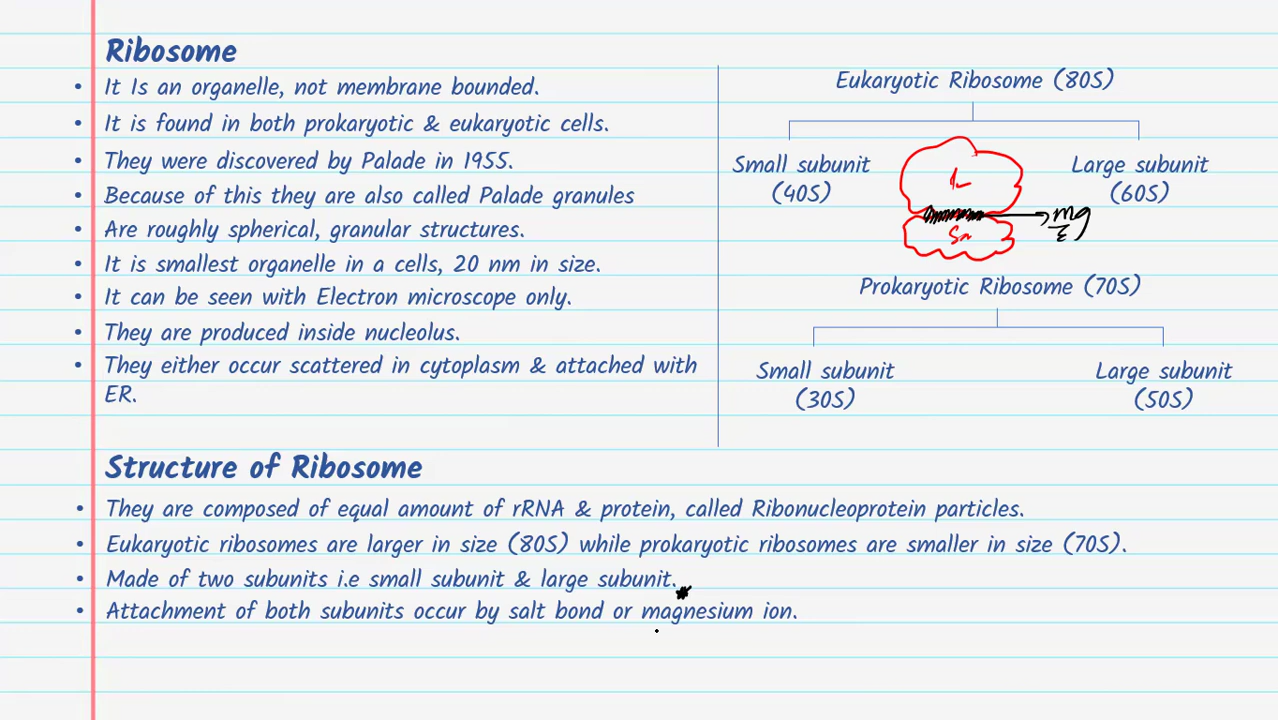 Ribosome
• It Is an organelle, not membrane bounded.
• It is found in both prokaryotic & eukaryotic cells.
• They were discovered by Palade in 1955.
• Because of this they are also called Palade granules
• Are roughly spherical, granular structures.
• It is smallest organelle in a cells, 20 nm in size.
• It can be seen with Electron microscope only.
• They are produced inside nucleolus.
• They either occur scattered in cytoplasm & attached with
ER.
Eukaryotic Ribosome (80S)
Small subunit
(40S)
Large subunit
(60S)
L
mg
Prokaryotic Ribosome (70S)
Small subunit
(30S)
Large subunit
(50S)
Structure of Ribosome
• They are composed of equal amount of rRNA & protein, called Ribonucleoprotein particles.
• Eukaryotic ribosomes are larger in size (80S) while prokaryotic ribosomes are smaller in size (70S).
• Made of two subunits i.e small subunit & large subunit.
• Attachment of both subunits occur by salt bond or magnesium ion.